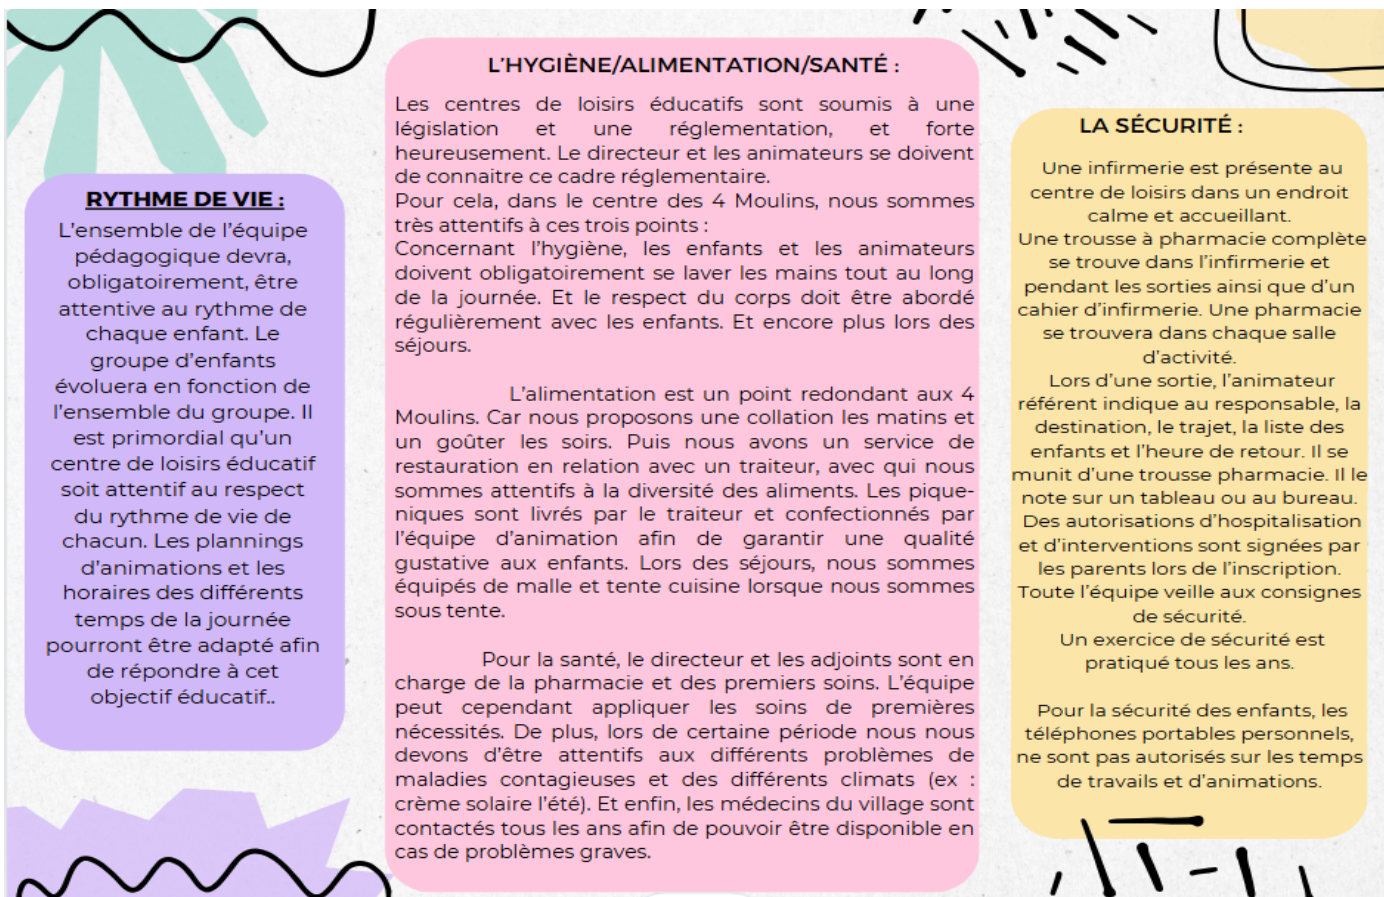 RYTHME DE VIE :
L'ensemble de l'équipe
pédagogique devra,
obligatoirement, être
attentive au rythme de
chaque enfant. Le
groupe d'enfants
évoluera en fonction de
l'ensemble du groupe. Il
est primordial qu'un
centre de loisirs éducatif
soit attentif au respect
du rythme de vie de
chacun. Les plannings
d'animations et les
horaires des différents
temps de la journée
pourront être adapté afin
de répondre à cet
objectif éducatif..
L'HYGIÈNE/ALIMENTATION/SANTÉ :
Les centres de loisirs éducatifs sont soumis à une
législation et une réglementation, et forte
heureusement. Le directeur et les animateurs se doivent
de connaitre ce cadre réglementaire.
Pour cela, dans le centre des 4 Moulins, nous sommes
très attentifs à ces trois points :
Concernant l'hygiène, les enfants et les animateurs
doivent obligatoirement se laver les mains tout au long
de la journée. Et le respect du corps doit être abordé
régulièrement avec les enfants. Et encore plus lors des
séjours.
L'alimentation est un point redondant aux 4
Moulins. Car nous proposons une collation les matins et
un goûter les soirs. Puis nous avons un service de
restauration en relation avec un traiteur, avec qui nous
sommes attentifs à la diversité des aliments. Les pique-
niques sont livrés par le traiteur et confectionnés par
l'équipe d'animation afin de garantir une qualité
gustative aux enfants. Lors des séjours, nous sommes
équipés de malle et tente cuisine lorsque nous sommes
sous tente.
Pour la santé, le directeur et les adjoints sont en
charge de la pharmacie et des premiers soins. L'équipe
peut cependant appliquer les soins de premières
nécessités. De plus, lors de certaine période nous nous
devons d'être attentifs aux différents problèmes de
maladies contagieuses et des différents climats (ex :
crème solaire l'été). Et enfin, les médecins du village sont
contactés tous les ans afin de pouvoir être disponible en
cas de problèmes graves.
LA SÉCURITÉ :
Une infirmerie est présente au
centre de loisirs dans un endroit
calme et accueillant.
Une trousse à pharmacie complète
se trouve dans l'infirmerie et
pendant les sorties ainsi que d'un
cahier d'infirmerie. Une pharmacie
se trouvera dans chaque salle
d'activité.
Lors d'une sortie, l'animateur
référent indique au responsable, la
destination, le trajet, la liste des
enfants et l'heure de retour. Il se
munit d'une trousse pharmacie. Il le
note sur un tableau ou au bureau.
Des autorisations d'hospitalisation
et d'interventions sont signées par
les parents lors de l'inscription.
Toute l'équipe veille aux consignes
de sécurité.
Un exercice de sécurité est
pratiqué tous les ans.
Pour la sécurité des enfants, les
téléphones portables personnels,
ne sont pas autorisés sur les temps
de travails et d'animations.